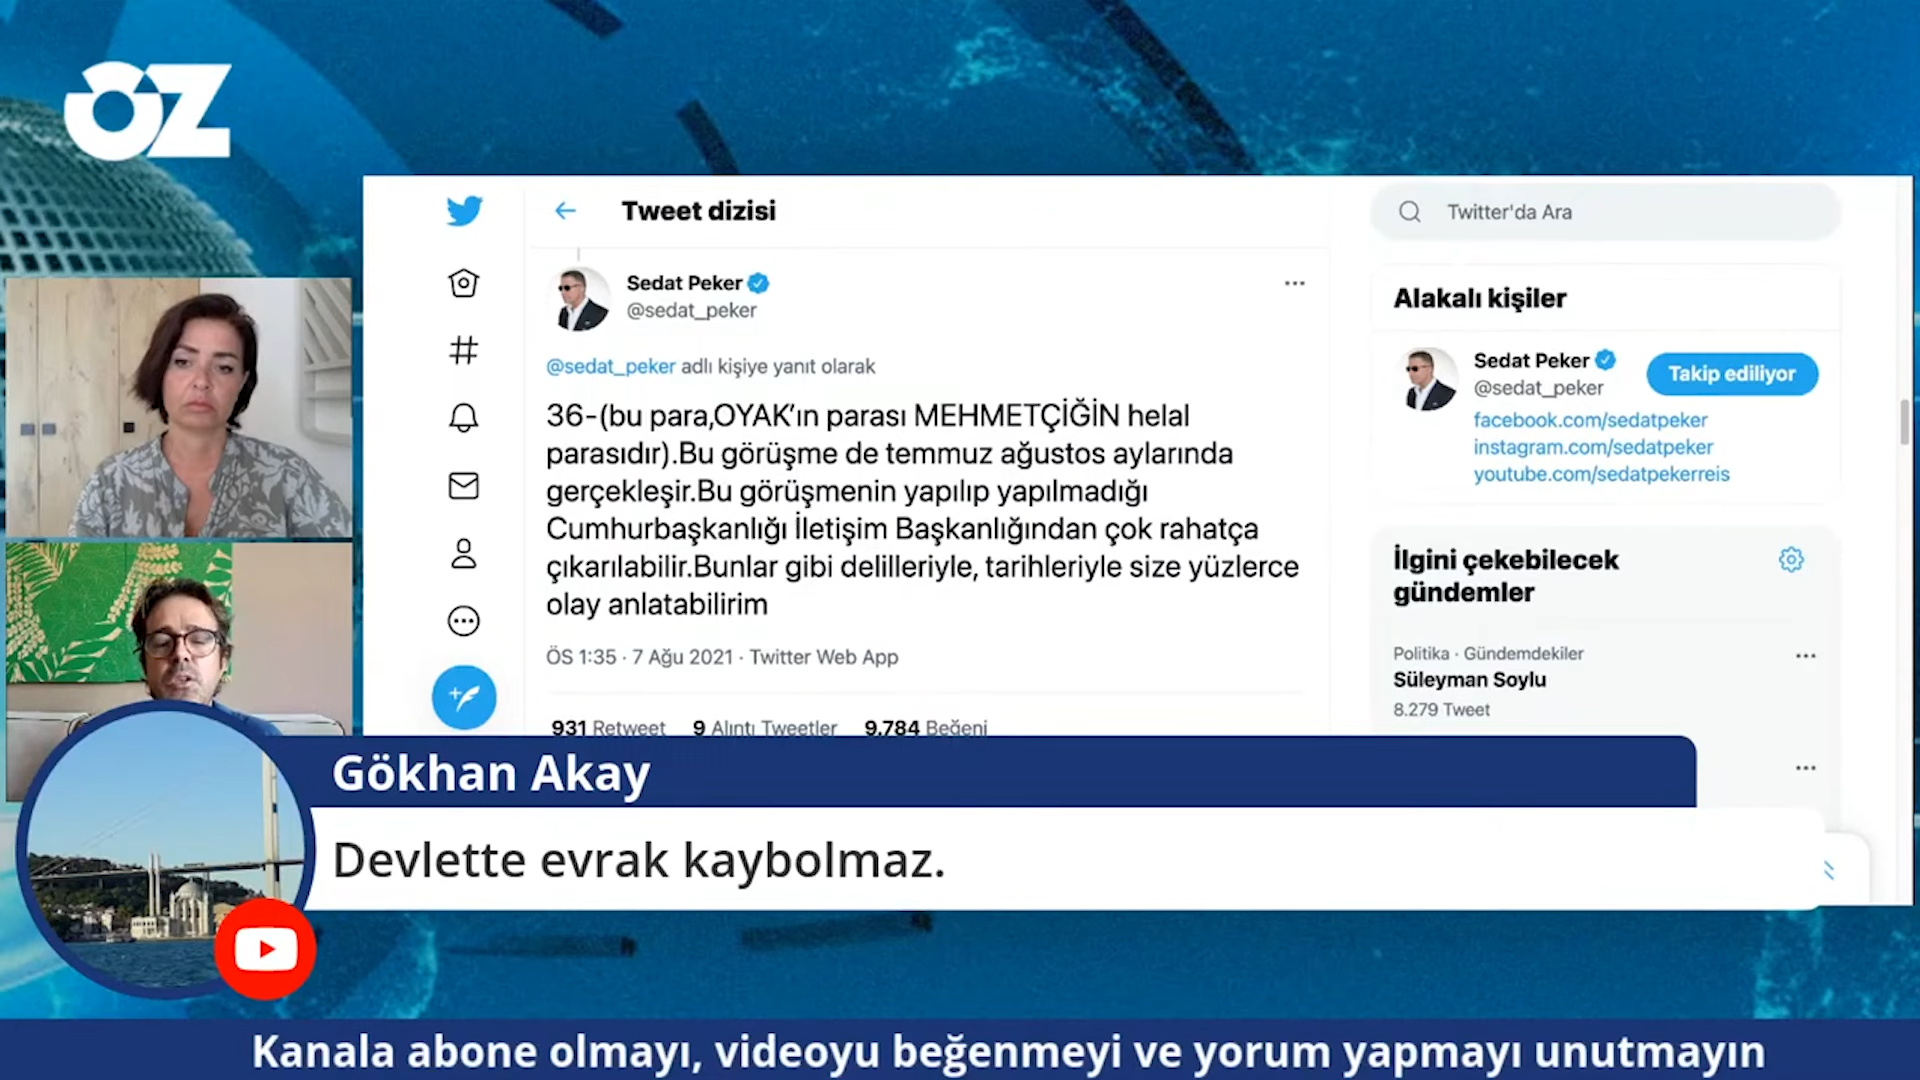 ÖZ
Tweet dizisi
Twitter'da Ara
Sedat Peker
@sedat_peker
@sedat_peker adlı kişiye yanıt olarak
36-(bu para,OYAK'ın parası MEHMETÇİĞİN helal
parasıdır).Bu görüşme de temmuz ağustos aylarında
gerçekleşir.Bu görüşmenin yapılıp yapılmadığı
Cumhurbaşkanlığı İletişim Başkanlığından çok rahatça
çıkarılabilir.Bunlar gibi delilleriyle, tarihleriyle size yüzlerce
olay anlatabilirim
ÖS 1:35 · 7 Ağu 2021 · Twitter Web App
931 Retweet 9 Alıntı Tweetler 9.784 Beğeni
Alakalı kişiler
Sedat Peker
@sedat_peker
Takip ediliyor
facebook.com/sedatpeker
instagram.com/sedatpeker
youtube.com/sedatpekerreis
İlgini çekebilecek
gündemler
Politika · Gündemdekiler
Süleyman Soylu
8.279 Tweet
Gökhan Akay
Devlette evrak kaybolmaz.
Kanala abone olmayı, videoyu beğenmeyi ve yorum yapmayı unutmayın